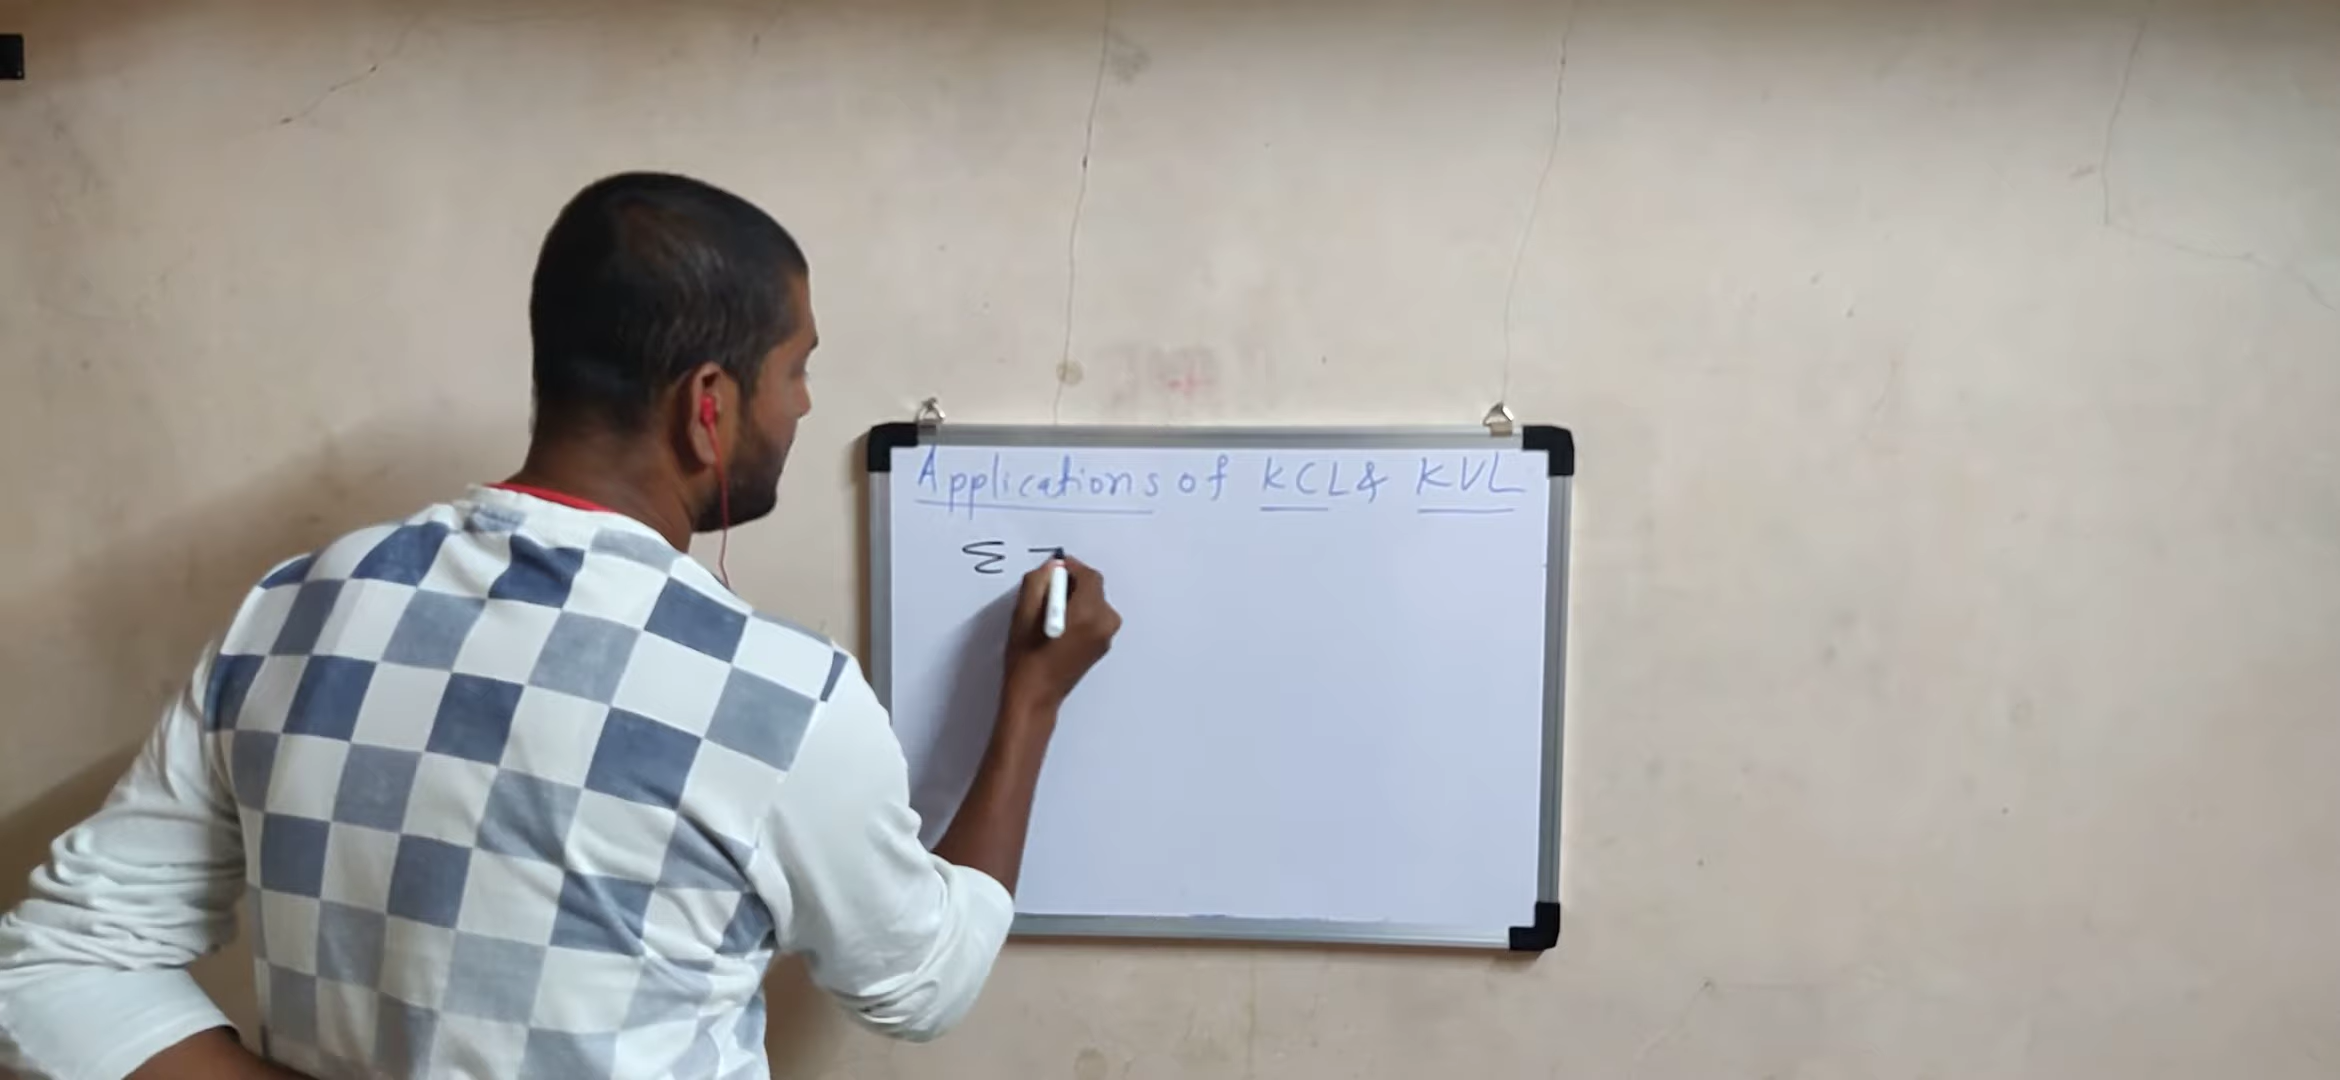 Applications of KCL & KVL
Σ